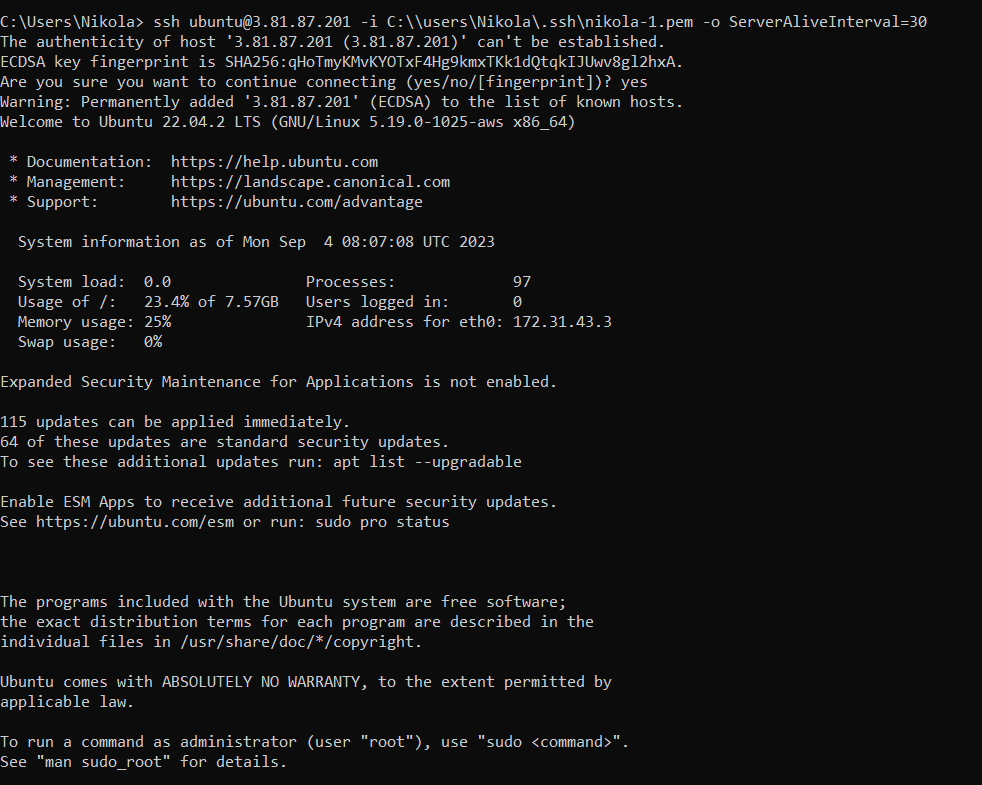 C:\Users\Nikola> ssh ubuntu@3.81.87.201 -i C:\\users\Nikola\.ssh\nikola-1.pem -o ServerAliveInterval=30
The authenticity of host '3.81.87.201 (3.81.87.201)' can't be established.
ECDSA key fingerprint is SHA256:qHoTmyKMvKYOTxF4Hg9kmxTKk1dQtqkIJUwv8gl2hxA.
Are you sure you want to continue connecting (yes/no/[fingerprint])? yes
Warning: Permanently added '3.81.87.201' (ECDSA) to the list of known hosts.
Welcome to Ubuntu 22.04.2 LTS (GNU/Linux 5.19.0-1025-aws x86_64)

 * Documentation:  https://help.ubuntu.com
 * Management:     https://landscape.canonical.com
 * Support:        https://ubuntu.com/advantage

  System information as of Mon Sep  4 08:07:08 UTC 2023

  System load:  0.0               Processes:             97
  Usage of /:   23.4% of 7.57GB   Users logged in:       0
  Memory usage: 25%               IPv4 address for eth0: 172.31.43.3
  Swap usage:   0%

Expanded Security Maintenance for Applications is not enabled.

115 updates can be applied immediately.
64 of these updates are standard security updates.
To see these additional updates run: apt list --upgradable

Enable ESM Apps to receive additional future security updates.
See https://ubuntu.com/esm or run: sudo pro status

The programs included with the Ubuntu system are free software;
the exact distribution terms for each program are described in the
individual files in /usr/share/doc/*/copyright.

Ubuntu comes with ABSOLUTELY NO WARRANTY, to the extent permitted by
applicable law.

To run a command as administrator (user "root"), use "sudo <command>".
See "man sudo_root" for details.